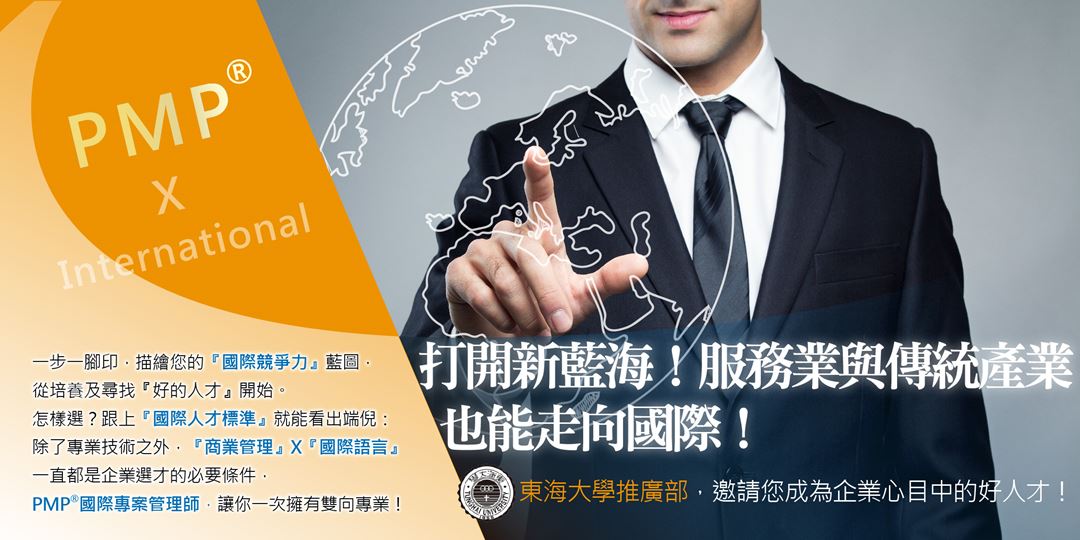 PMP®
X
International
一步一腳印，描繪您的『國際競爭力』藍圖，
從培養及尋找『好的人才』開始。
怎樣選？跟上『國際人才標準』就能看出端倪：
除了專業技術之外，『商業管理』X『國際語言』
一直都是企業選才的必要條件，
PMP®國際專案管理師，讓你一次擁有雙向專業！
打開新藍海！服務業與傳統產業
也能走向國際！
東海大學推廣部，邀請您成為企業心目中的好人才！